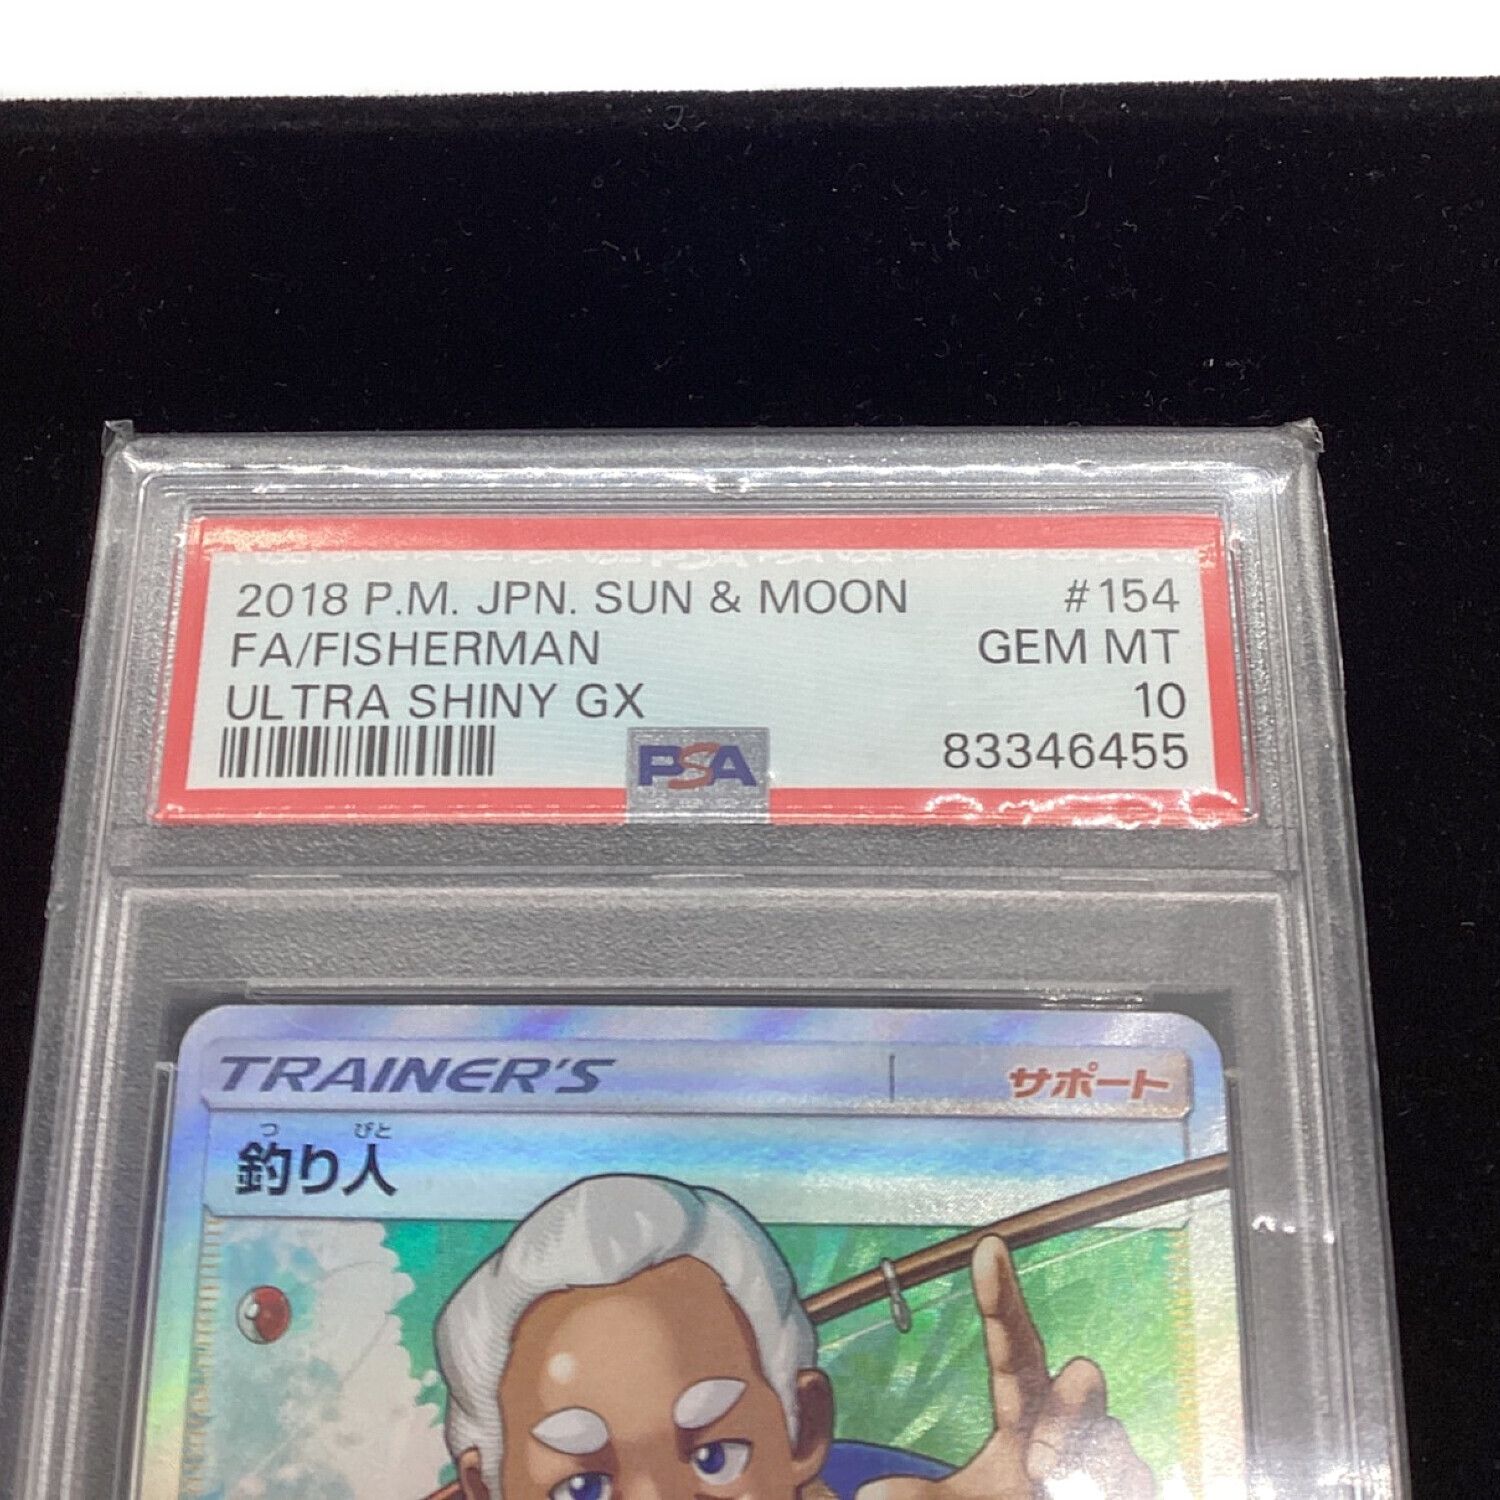 2018 P.M. JPN. SUN & MOON #154
FA/FISHERMAN GEM MT
ULTRA SHINY GX 10
PSA 83346455
TRAINER'S サポート
つ びと
釣り人